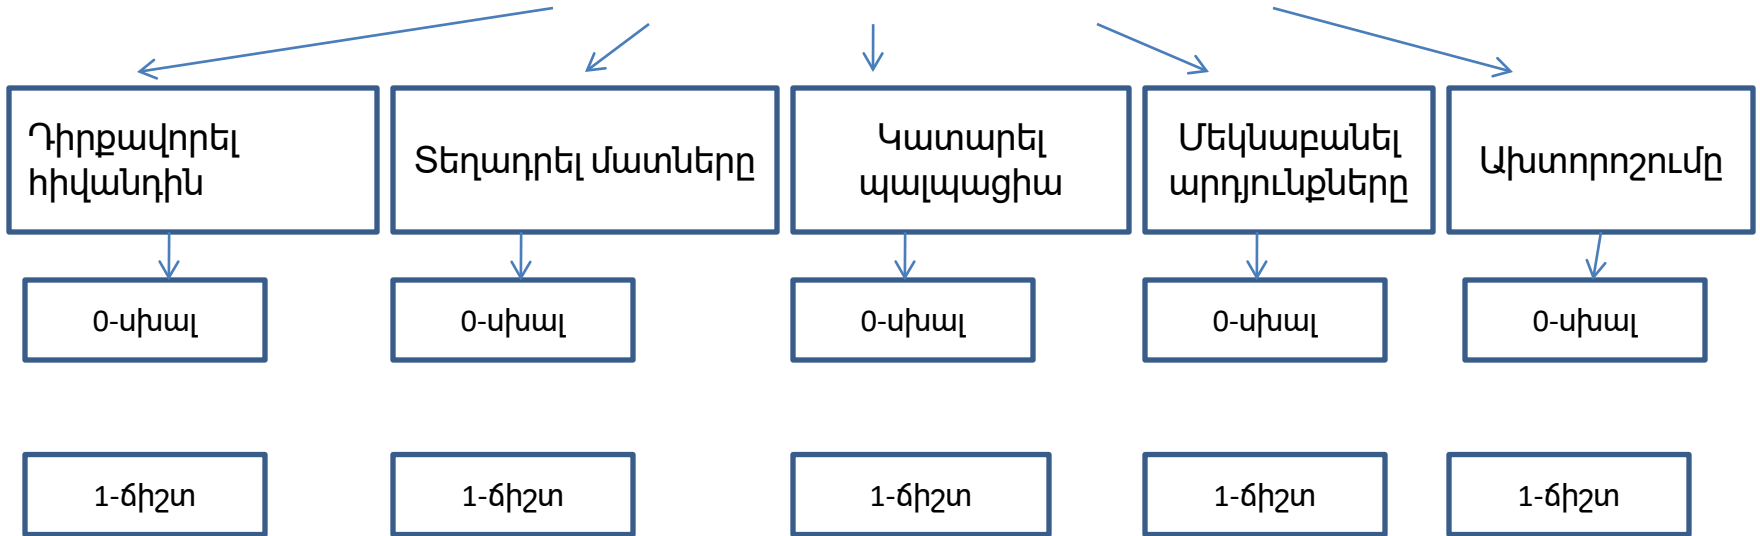 Դիրքավորել
հիվանդին
Տեղադրել մատները
Կատարել
պալպացիա
Մեկնաբանել
արդյունքները
Ախտորոշումը
0-սխալ
0-սխալ
0-սխալ
0-սխալ
0-սխալ
1-ճիշտ
1-ճիշտ
1-ճիշտ
1-ճիշտ
1-ճիշտ